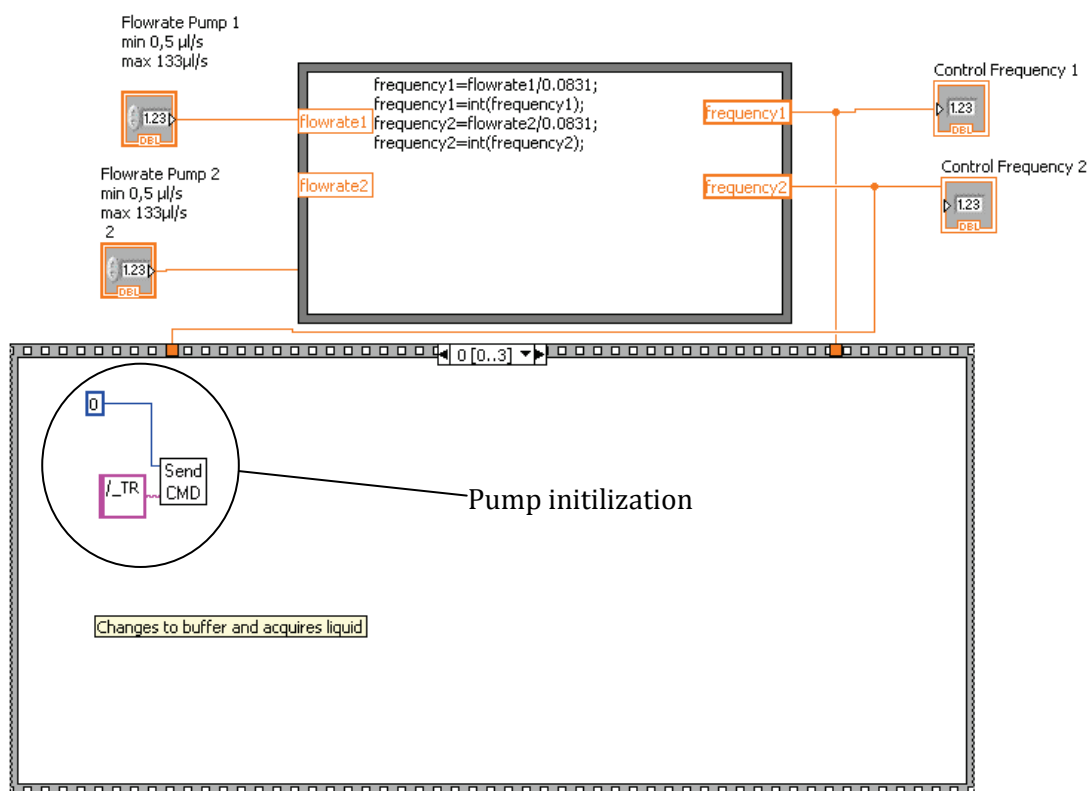 Flowrate Pump 1
min 0,5 µl/s
max 133µl/s
1.23
DBL
Flowrate Pump 2
min 0,5 µl/s
max 133µl/s
2
1.23
DBL
flowrate1
flowrate2
frequency1=flowrate1/0.0831;
frequency1=int(frequency1);
frequency2=flowrate2/0.0831;
frequency2=int(frequency2);
frequency1
frequency2
Control Frequency 1
1.23
DBL
Control Frequency 2
1.23
DBL
0 [0..3]
0
/_TR
Send
CMD
Pump initilization
Changes to buffer and acquires liquid